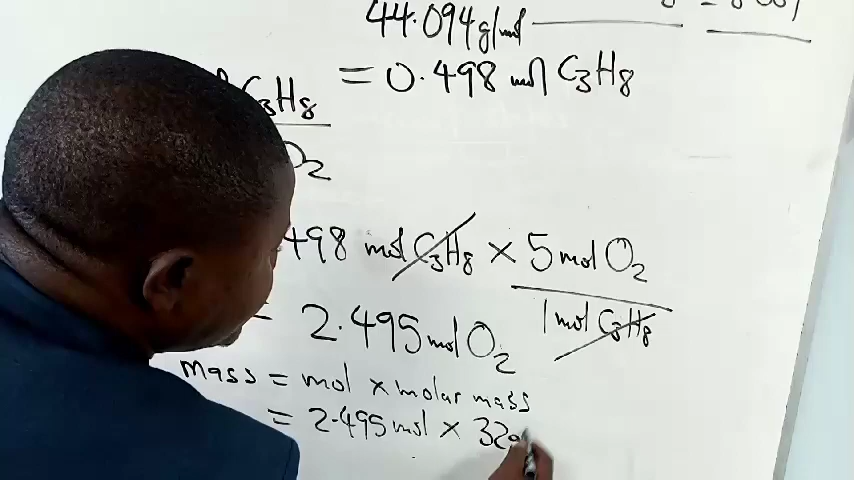 44.094g/mol
= 0.498 mol C3H8
C3H8
O2
498 mol C3H8 × 5 mol O2
1 mol C3H8
= 2.495 mol O2
mass = mol × molar mass
= 2.495 mol × 32g